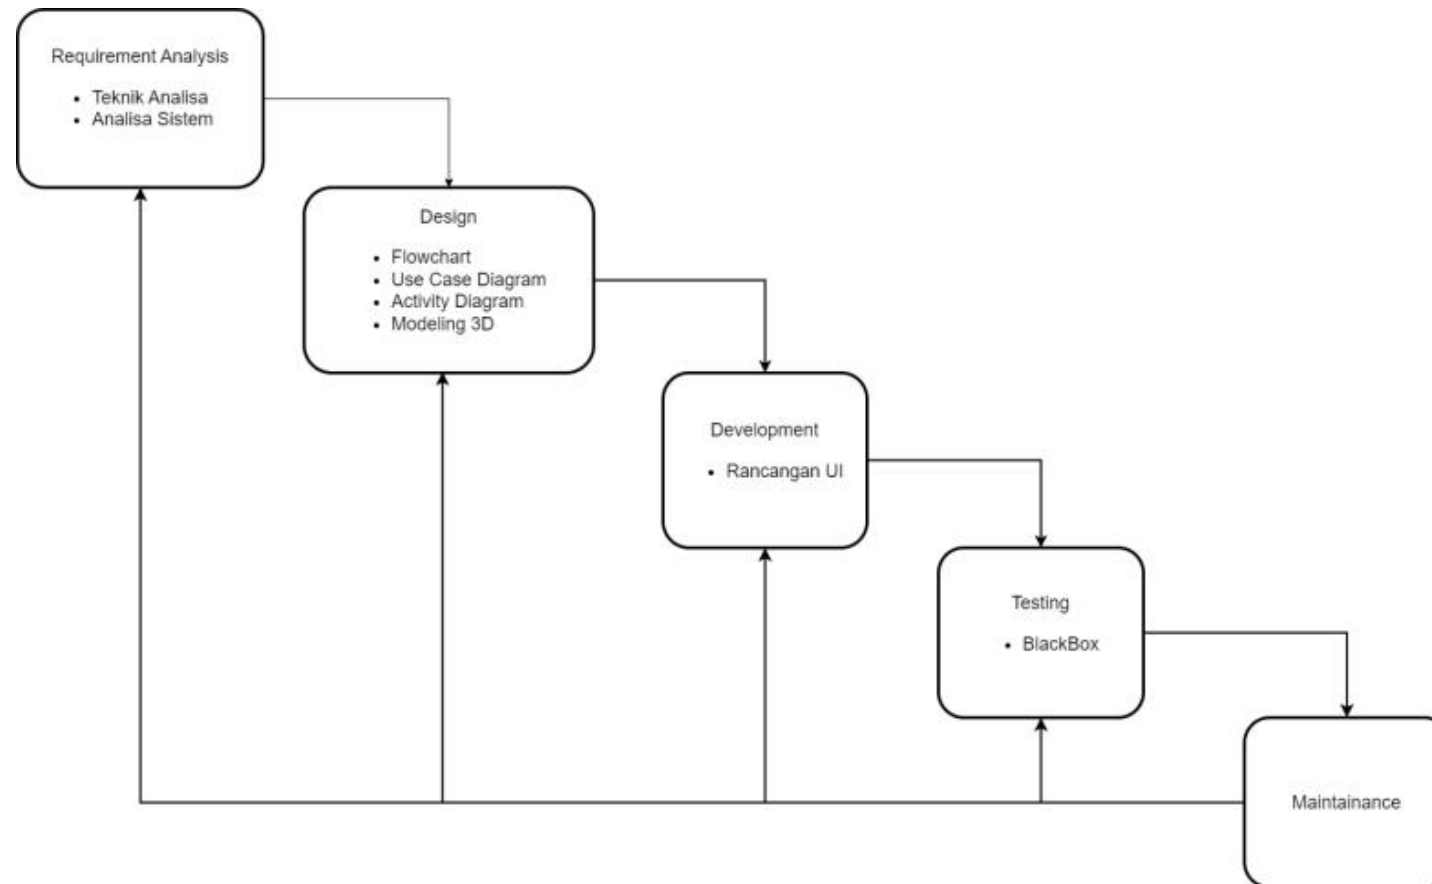 Requirement Analysis
• Teknik Analisa
• Analisa Sistem
Design
• Flowchart
• Use Case Diagram
• Activity Diagram
• Modeling 3D
Development
• Rancangan UI
Testing
• BlackBox
Maintainance